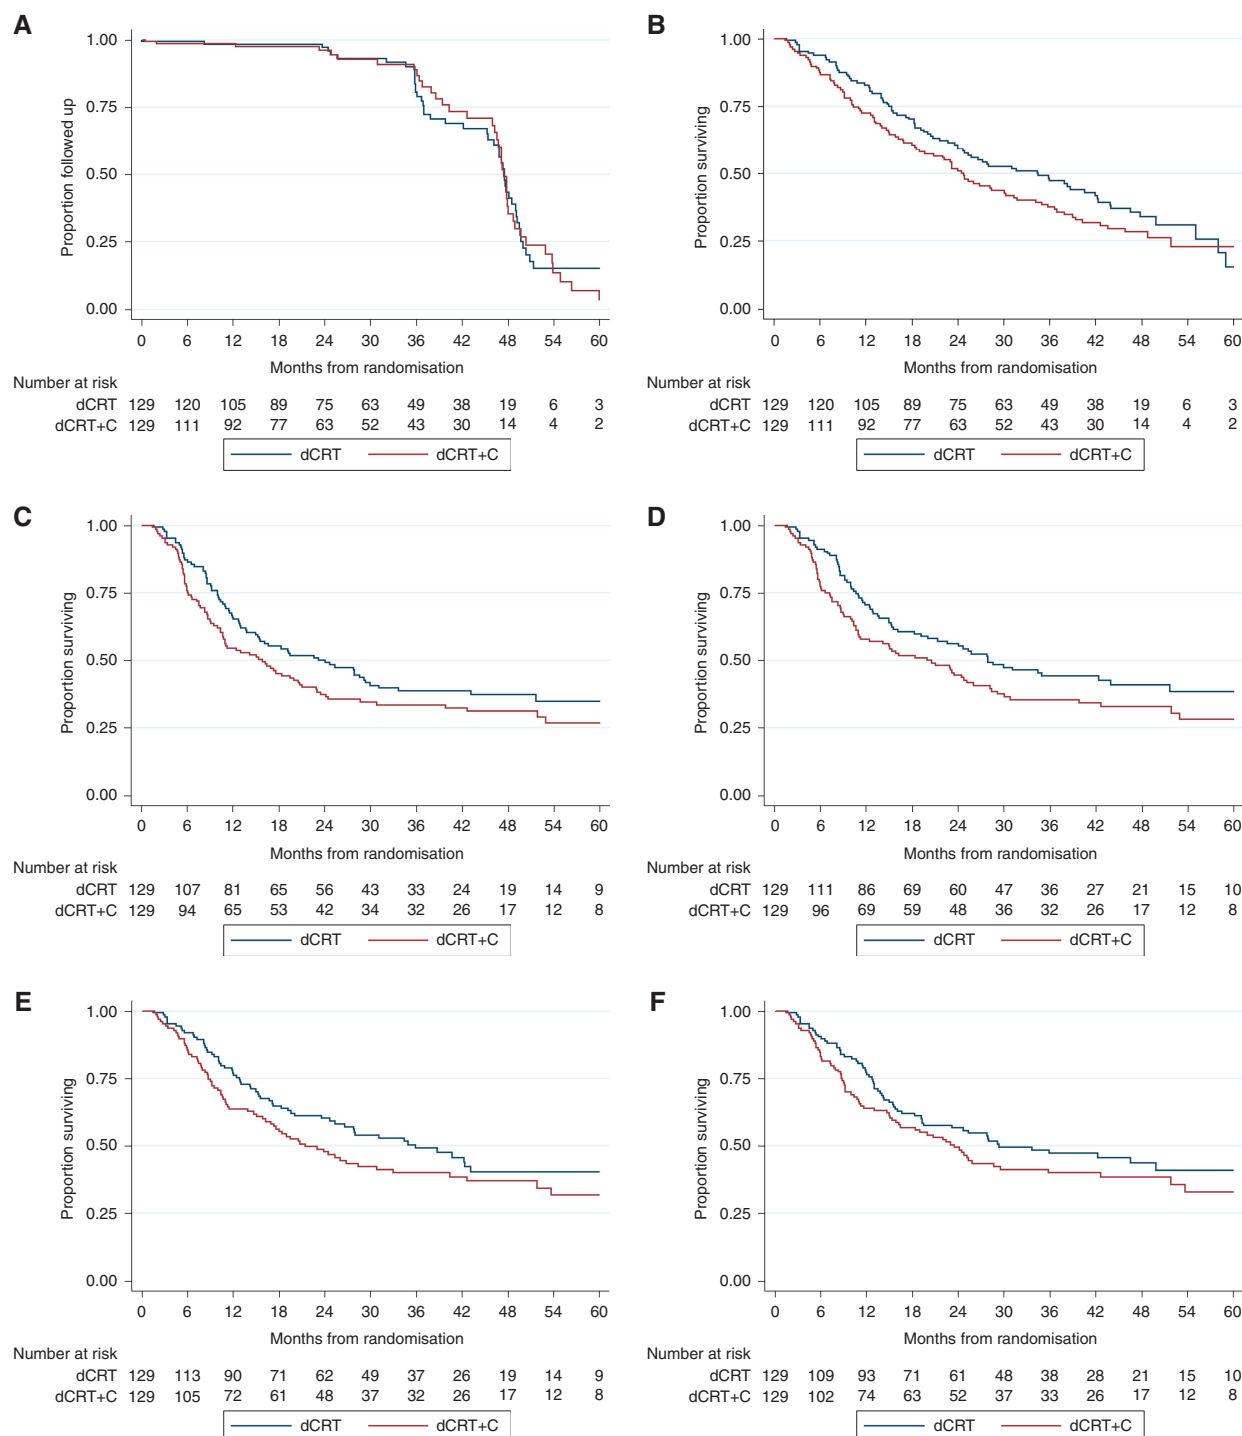 A
1.00
0.75
0.50
0.25
0.00
Proportion followed up
0 6 12 18 24 30 36 42 48 54 60
Months from randomisation
Number at risk
dCRT 129 120 105 89 75 63 49 38 19 6 3
dCRT+C 129 111 92 77 63 52 43 30 14 4 2
dCRT dCRT+C
B
1.00
0.75
0.50
0.25
0.00
Proportion surviving
0 6 12 18 24 30 36 42 48 54 60
Months from randomisation
Number at risk
dCRT 129 120 105 89 75 63 49 38 19 6 3
dCRT+C 129 111 92 77 63 52 43 30 14 4 2
dCRT dCRT+C
C
1.00
0.75
0.50
0.25
0.00
Proportion surviving
0 6 12 18 24 30 36 42 48 54 60
Months from randomisation
Number at risk
dCRT 129 107 81 65 56 43 33 24 19 14 9
dCRT+C 129 94 65 53 42 34 32 26 17 12 8
dCRT dCRT+C
D
1.00
0.75
0.50
0.25
0.00
Proportion surviving
0 6 12 18 24 30 36 42 48 54 60
Months from randomisation
Number at risk
dCRT 129 111 86 69 60 47 36 27 21 15 10
dCRT+C 129 96 69 59 48 36 32 26 17 12 8
dCRT dCRT+C
E
1.00
0.75
0.50
0.25
0.00
Proportion surviving
0 6 12 18 24 30 36 42 48 54 60
Months from randomisation
Number at risk
dCRT 129 113 90 71 62 49 37 26 19 14 9
dCRT+C 129 105 72 61 48 37 32 26 17 12 8
dCRT dCRT+C
F
1.00
0.75
0.50
0.25
0.00
Proportion surviving
0 6 12 18 24 30 36 42 48 54 60
Months from randomisation
Number at risk
dCRT 129 109 93 71 61 48 38 28 21 15 10
dCRT+C 129 102 74 63 52 37 33 26 17 12 8
dCRT dCRT+C